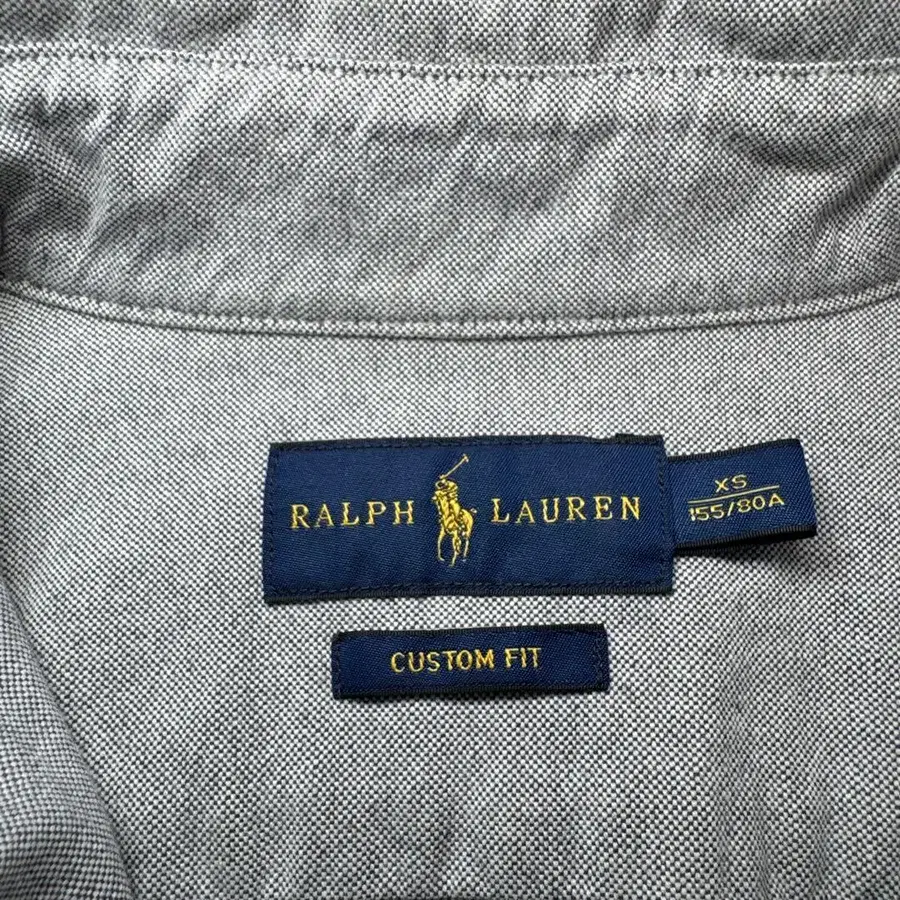 RALPH LAUREN
XS
155/80A
CUSTOM FIT